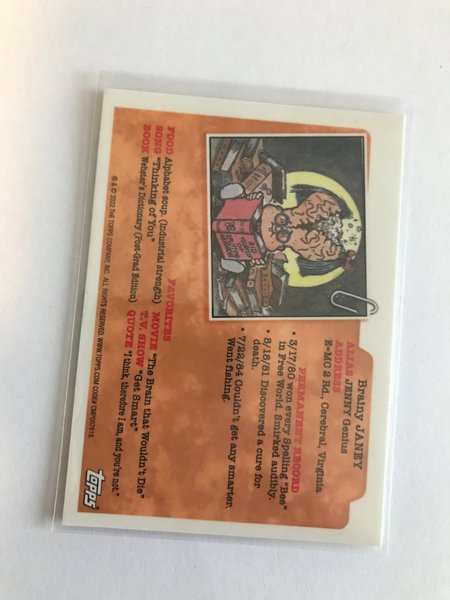 Brainy JANEY
ALIAS JENNY Genius
ADDRESS
E=MC 2 Rd., Cerebral, Virginia
PERMANENT RECORD
• 3/17/80 won every Spelling "Bee"
in Free World. Smirked audibly.
• 8/18/81 Discovered a cure for
death.
• 7/22/84 Couldn't get any smarter.
Went fishing.
FAVORITES
FOOD Alphabet soup. (Industrial strength)
SONG "Thinking of You"
BOOK Webster's Dictionary (Post-Grad Edition)
MOVIE "The Brain that Wouldn't Die"
T.V. SHOW "Get Smart"
QUOTE "I think therefore I am, and you're not."
® & © 2022 THE TOPPS COMPANY, INC. ALL RIGHTS RESERVED. WWW.TOPPS.COM CODE# CMP057615
topps